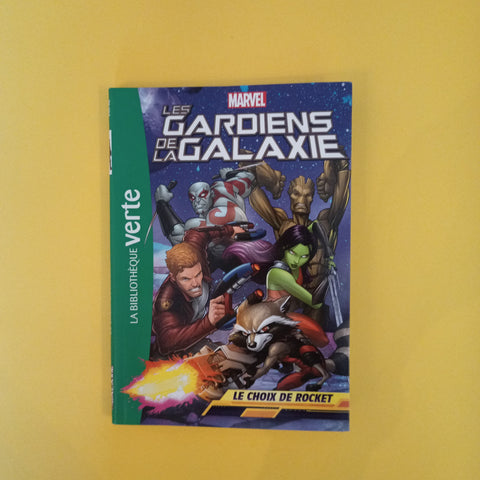 MARVEL
LES
GARDIENS
DE LA GALAXIE
LA BIBLIOTHÈQUE verte
LE CHOIX DE ROCKET